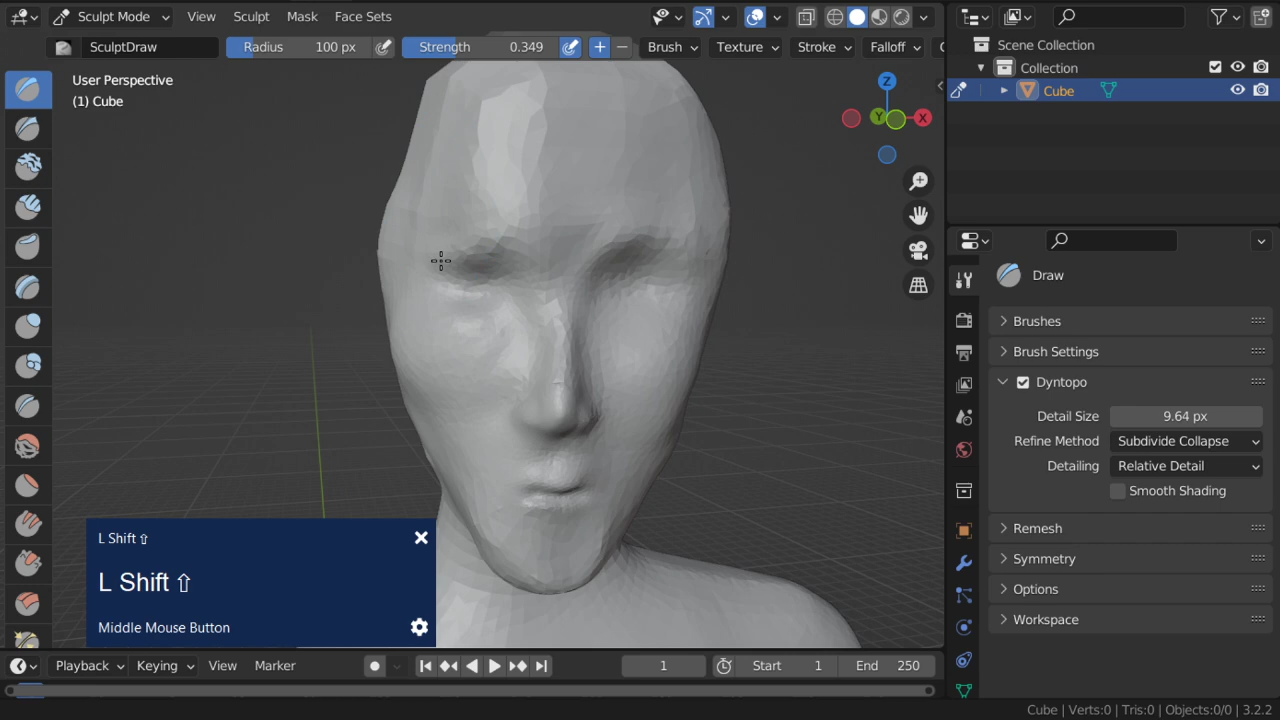 Sculpt Mode View Sculpt Mask Face Sets
SculptDraw Radius 100 px Strength 0.349 Brush Texture Stroke Falloff
User Perspective
(1) Cube
Z
Y
X
Scene Collection
Collection
Cube
Draw
Brushes
Brush Settings
Dyntopo
Detail Size 9.64 px
Refine Method Subdivide Collapse
Detailing Relative Detail
Smooth Shading
Remesh
Symmetry
Options
Workspace
L Shift ⇧
L Shift ⇧
Middle Mouse Button
Playback Keying View Marker 1 Start 1 End 250
Cube | Verts:0 | Tris:0 | Objects:0/0 | 3.2.2